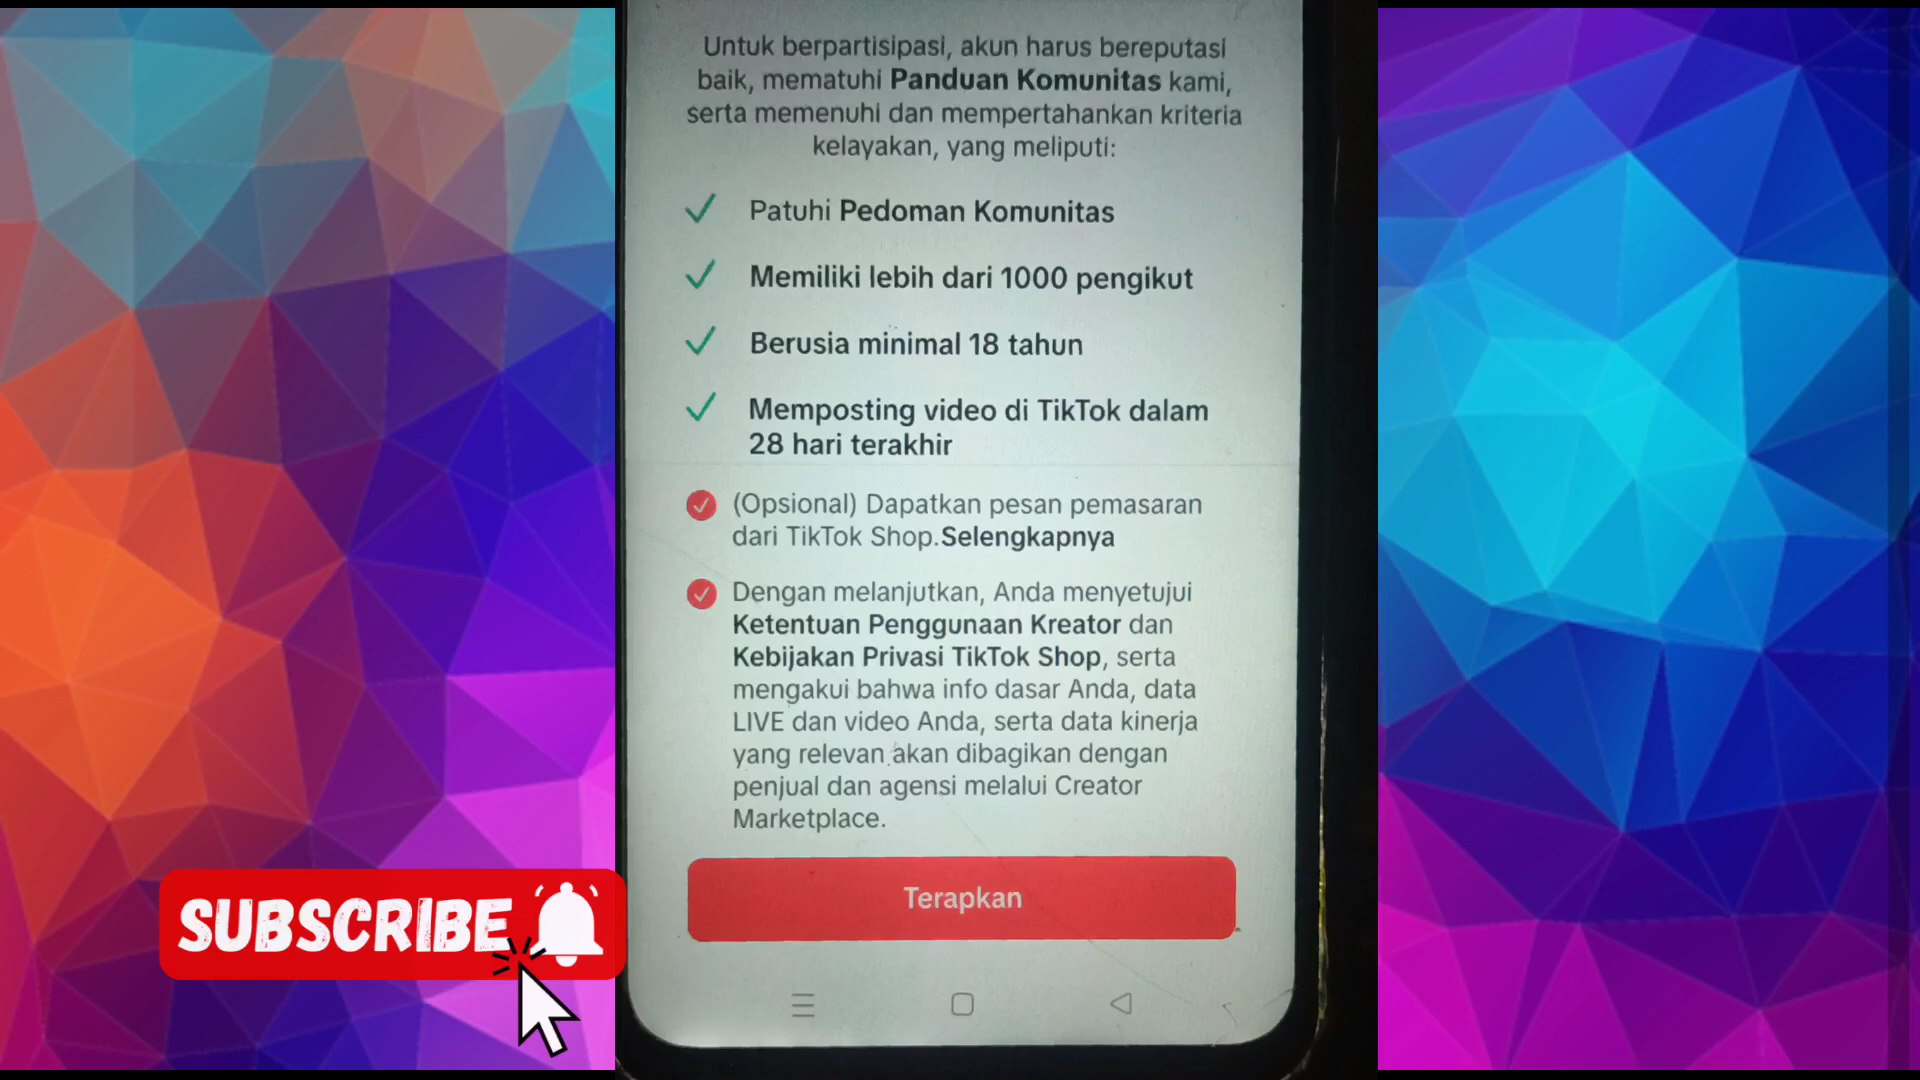 Untuk berpartisipasi, akun harus bereputasi
baik, mematuhi Panduan Komunitas kami,
serta memenuhi dan mempertahankan kriteria
kelayakan, yang meliputi:
Patuhi Pedoman Komunitas
Memiliki lebih dari 1000 pengikut
Berusia minimal 18 tahun
Memposting video di TikTok dalam
28 hari terakhir
(Opsional) Dapatkan pesan pemasaran
dari TikTok Shop.Selengkapnya
Dengan melanjutkan, Anda menyetujui
Ketentuan Penggunaan Kreator dan
Kebijakan Privasi TikTok Shop, serta
mengakui bahwa info dasar Anda, data
LIVE dan video Anda, serta data kinerja
yang relevan akan dibagikan dengan
penjual dan agensi melalui Creator
Marketplace.
Terapkan
SUBSCRIBE